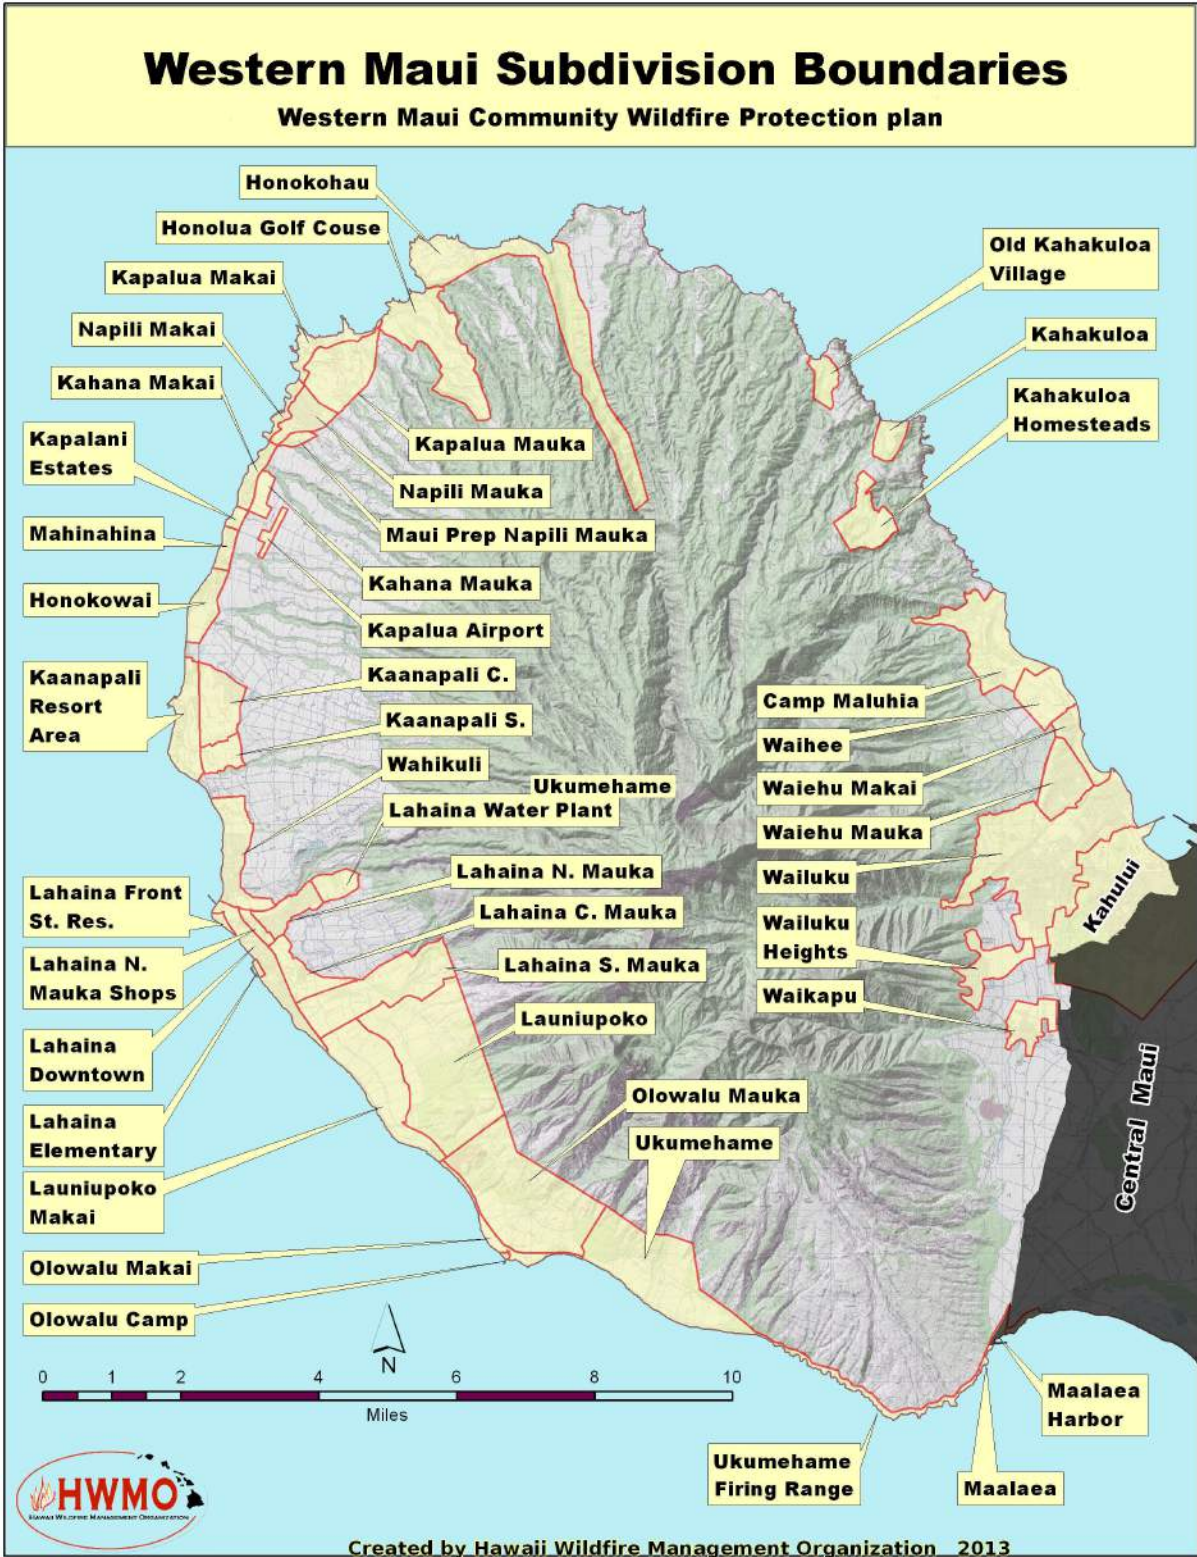 Western Maui Subdivision Boundaries
Western Maui Community Wildfire Protection plan
Honokohau
Honolua Golf Couse
Kapalua Makai
Napili Makai
Kahana Makai
Kapalani
Estates
Mahinahina
Honokowai
Kaanapali
Resort
Area
Lahaina Front
St. Res.
Lahaina N.
Mauka Shops
Lahaina
Downtown
Lahaina
Elementary
Launiupoko
Makai
Olowalu Makai
Olowalu Camp
Kapalua Mauka
Napili Mauka
Maui Prep Napili Mauka
Kahana Mauka
Kapalua Airport
Kaanapali C.
Kaanapali S.
Wahikuli
Ukumehame
Lahaina Water Plant
Lahaina N. Mauka
Lahaina C. Mauka
Lahaina S. Mauka
Launiupoko
Olowalu Mauka
Ukumehame
Old Kahakuloa
Village
Kahakuloa
Kahakuloa
Homesteads
Camp Maluhia
Waihee
Waiehu Makai
Waiehu Mauka
Wailuku
Wailuku
Heights
Waikapu
Kahului
Central Maui
Maalaea
Harbor
Maalaea
Ukumehame
Firing Range
N
0 1 2 4 6 8 10
Miles
HWMO
HAWAII WILDFIRE MANAGEMENT ORGANIZATION
Created by Hawaii Wildfire Management Organization 2013